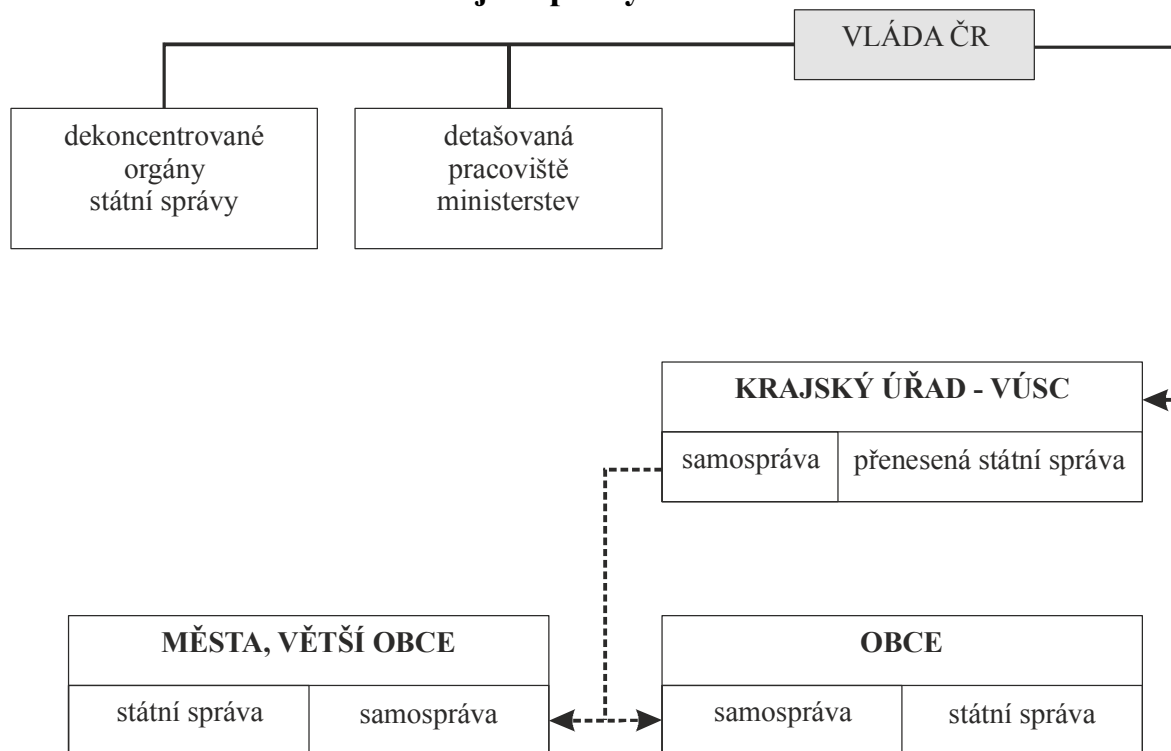 VLÁDA ČR
dekoncentrované
orgány
státní správy
detašovaná
pracoviště
ministerstev
KRAJSKÝ ÚŘAD - VÚSC
samospráva
přenesená státní správa
MĚSTA, VĚTŠÍ OBCE
státní správa
samospráva
OBCE
samospráva
státní správa